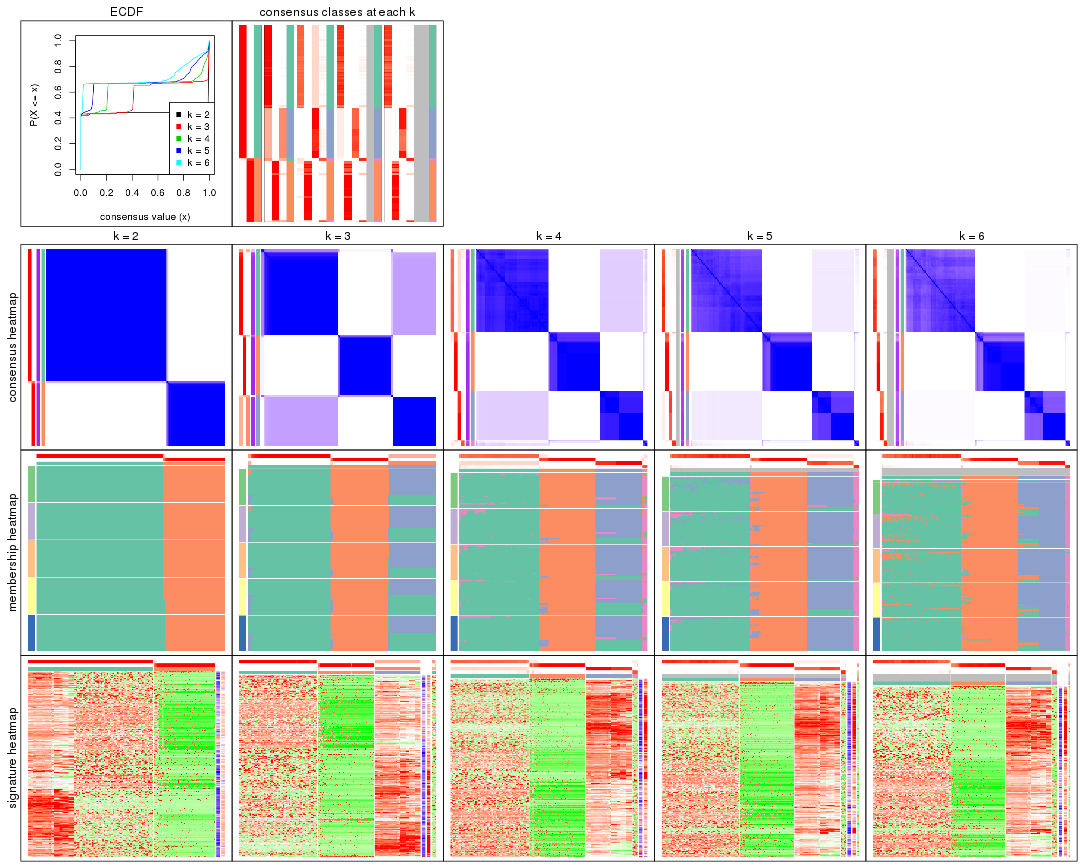 ECDF
consensus classes at each k
P(X <= x)
0.0 0.2 0.4 0.6 0.8 1.0
k = 2
k = 3
k = 4
k = 5
k = 6
0.0 0.2 0.4 0.6 0.8 1.0
consensus value (x)
k = 2 k = 3 k = 4 k = 5 k = 6
consensus heatmap
membership heatmap
signature heatmap